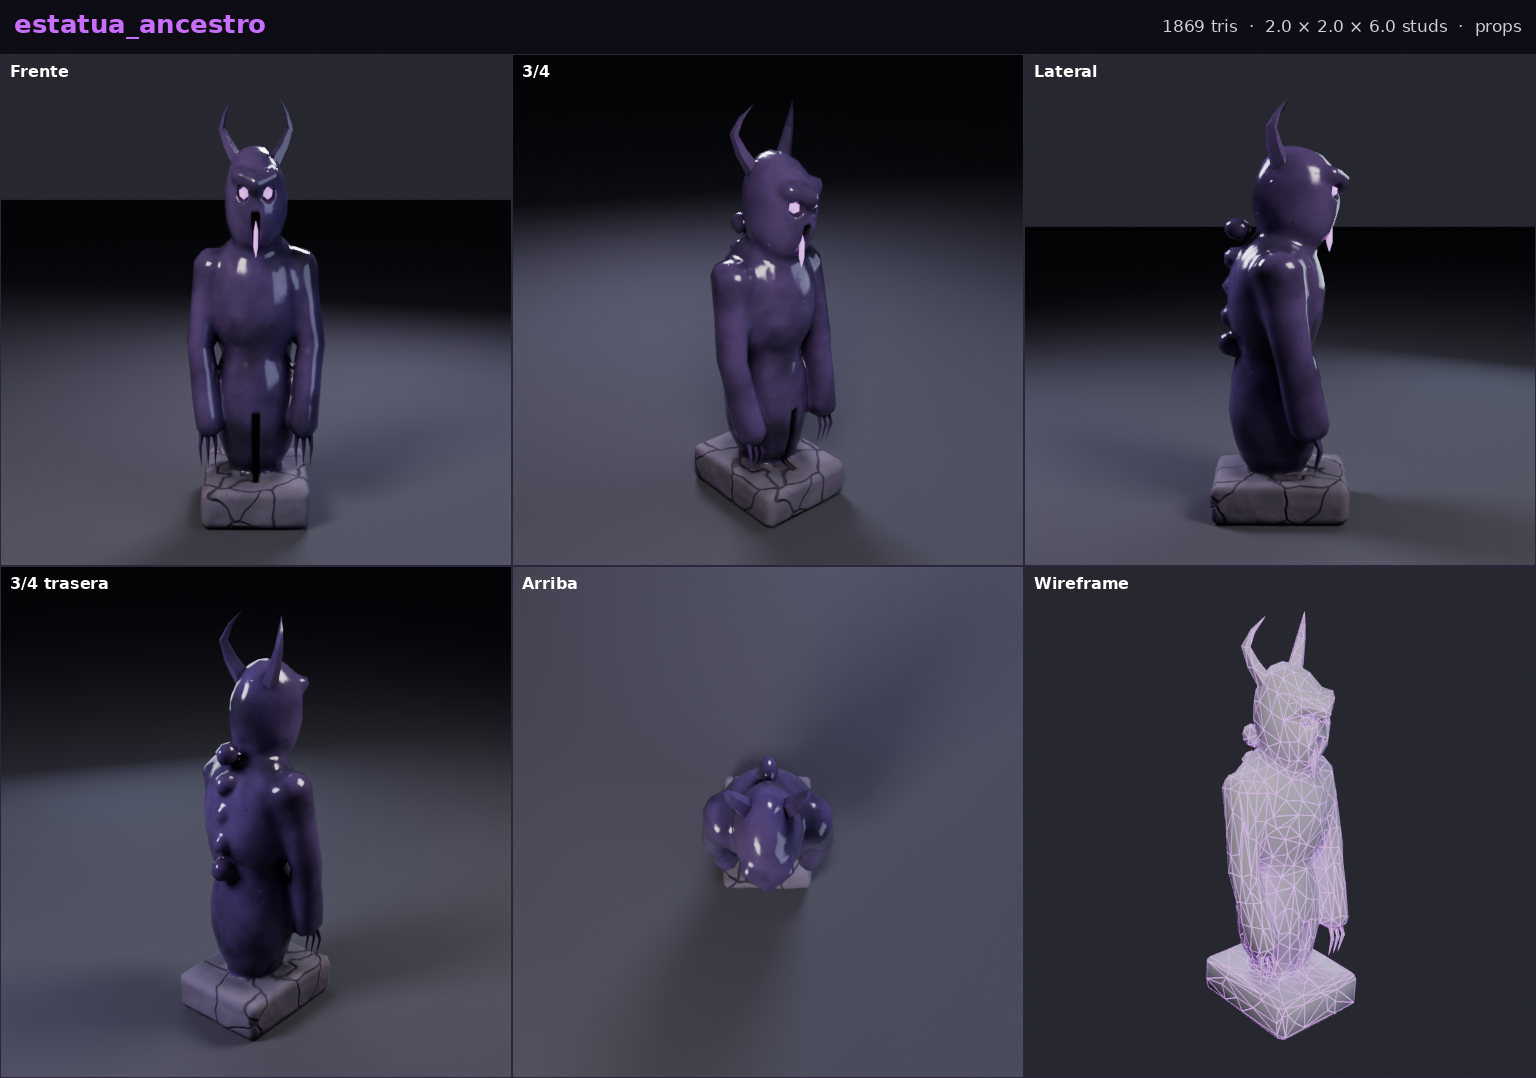 estatua_ancestro
1869 tris · 2.0 × 2.0 × 6.0 studs · props
Frente
3/4
Lateral
3/4 trasera
Arriba
Wireframe